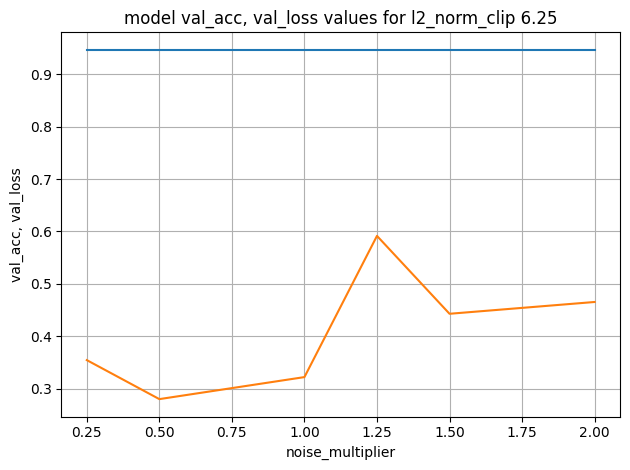 model val_acc, val_loss values for l2_norm_clip 6.25
val_acc, val_loss
0.9
0.8
0.7
0.6
0.5
0.4
0.3
0.25 0.50 0.75 1.00 1.25 1.50 1.75 2.00
noise_multiplier